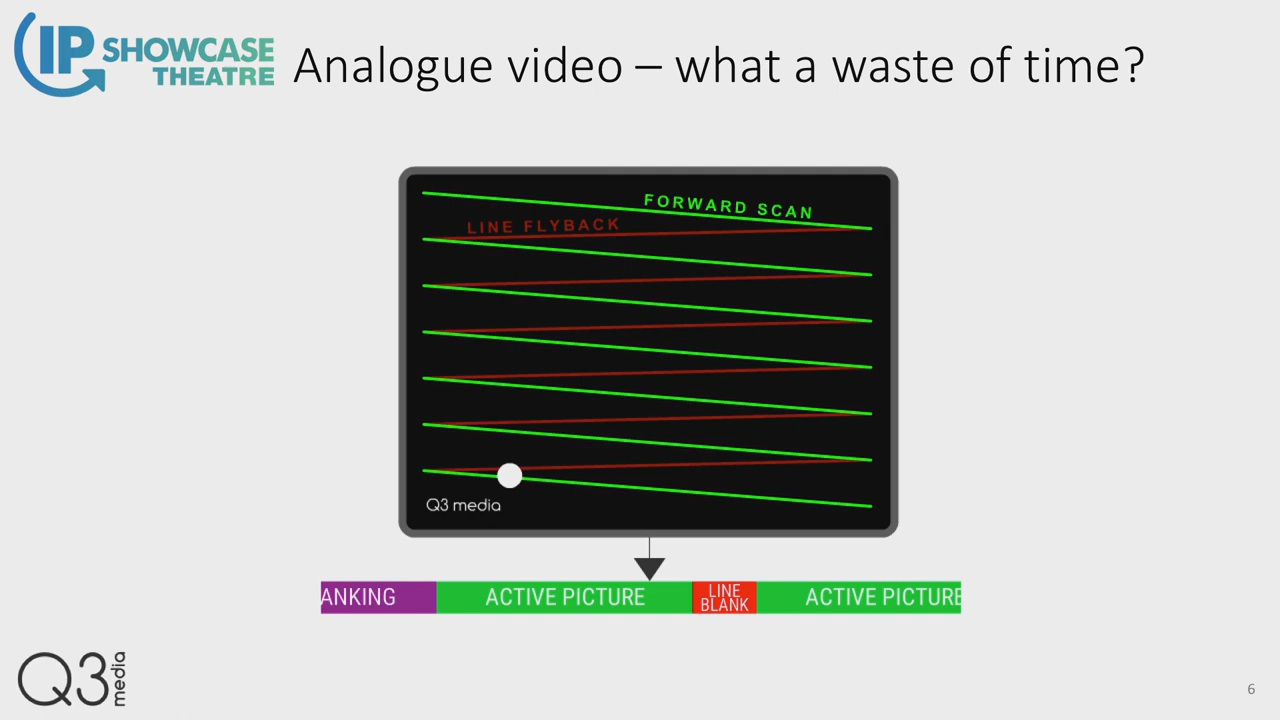 IP SHOWCASE
THEATRE
Analogue video – what a waste of time?
FORWARD SCAN
LINE FLYBACK
Q3 media
ANKING
ACTIVE PICTURE
LINE
BLANK
ACTIVE PICTURE
Q3 media
6